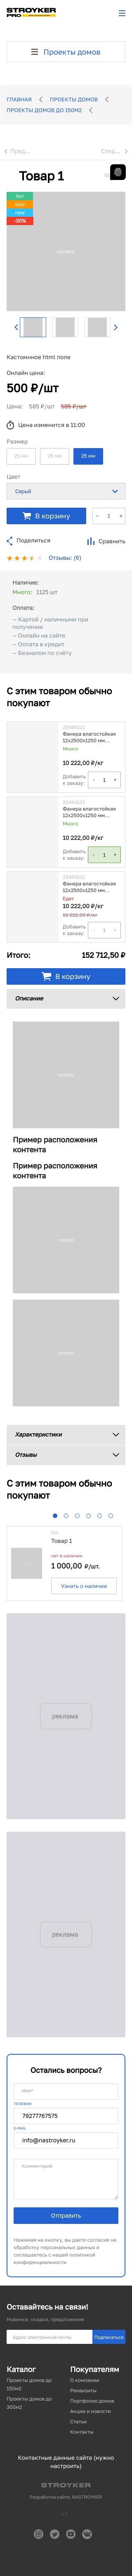 STROYKER
PRO
Проекты домов
ГЛАВНАЯ
ПРОЕКТЫ ДОМОВ
ПРОЕКТЫ ДОМОВ ДО 150М2
Пред...
След...
Товар 1
Хит
Sale
new
-30%
Кастомное html поле
Онлайн цена:
500 ₽/шт
Цена: 585 ₽/шт 585 ₽/шт
Цена изменится в 11:00
Размер
25 мм 25 мм 25 мм
Цвет
Серый
В корзину
− 1 +
Поделиться
Сравнить
Отзывы: (6)
Наличие:
Много: 1125 шт
Оплата:
— Картой / наличными при
получении
— Онлайн на сайте
— Оплата в кредит
— Безналом по счёту
С этим товаром обычно
покупают
20484011
Фанера влагостойкая
12х2500х1250 мм...
Много
10 222,00 ₽/кг
Добавить
к заказу:
- 1 +
20484011
Фанера влагостойкая
12х2500х1250 мм...
Много
10 222,00 ₽/кг
Добавить
к заказу:
- 1 +
20484011
Фанера влагостойкая
12х2500х1250 мм...
Едет
10 222,00 ₽/кг
10 222,00 ₽/кг
Добавить
к заказу:
- 1 +
Итого: 152 712,50 ₽
В корзину
Описание
Пример расположения
контента
Пример расположения
контента
Характеристики
Отзывы
С этим товаром обычно
покупают
Товар 1
нет в наличии
1 000,00 ₽/шт.
Узнать о наличии
реклама
реклама
Остались вопросы?
Имя*
ТЕЛЕФОН
79277767575
E-MAIL
info@nastroyker.ru
Комментарий
Отправить
Нажимая на кнопку, вы даете согласие на
обработку персональных данных и
соглашаетесь с нашей политикой
конфиденциальности
Оставайтесь на связи!
Новинки, скидки, предложения
Адрес электронной почты
Подписаться
Каталог
Проекты домов до
150м2
Проекты домов до
300м2
Покупателям
О компании
Реквизиты
Портфолио домов
Акции и новости
Статьи
Контакты
Контактные данные сайта (нужно
настроить)
STROYKER
Разработка сайта: NASTROYKER